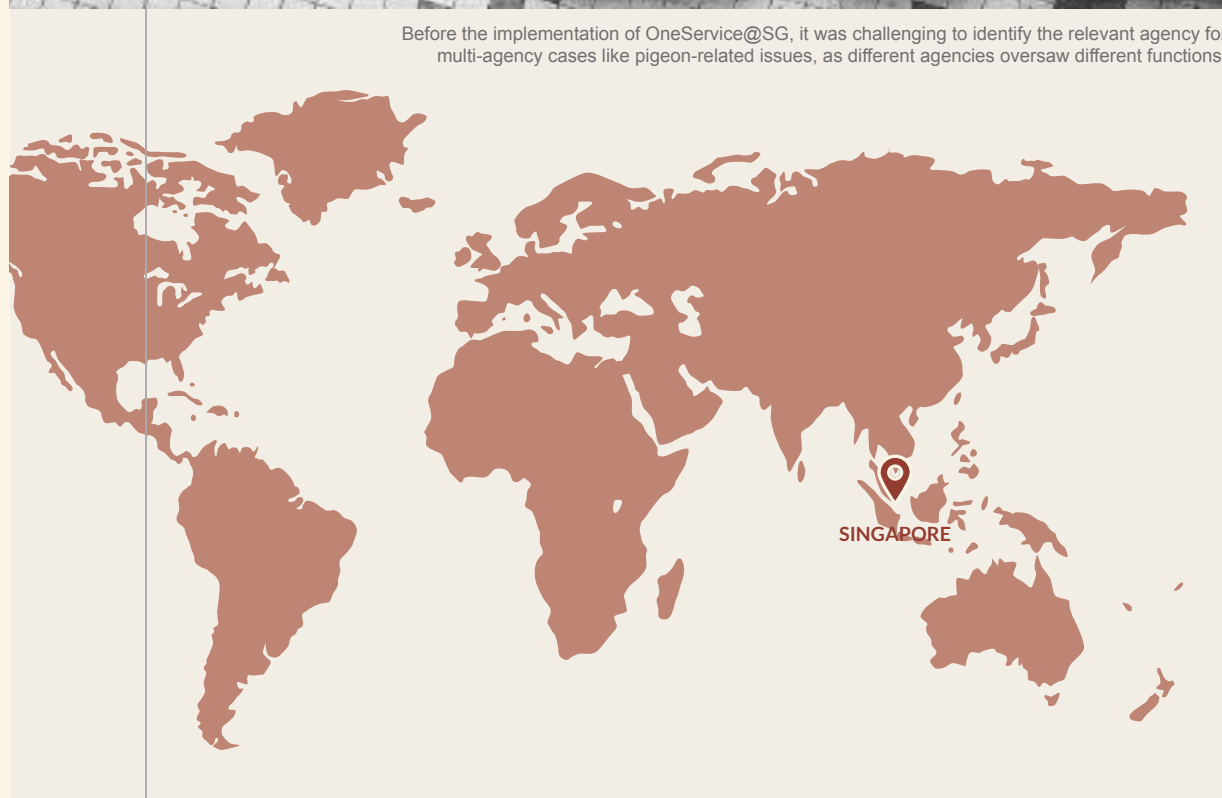 Before the implementation of OneService@SG, it was challenging to identify the relevant agency for
multi-agency cases like pigeon-related issues, as different agencies oversaw different functions
SINGAPORE